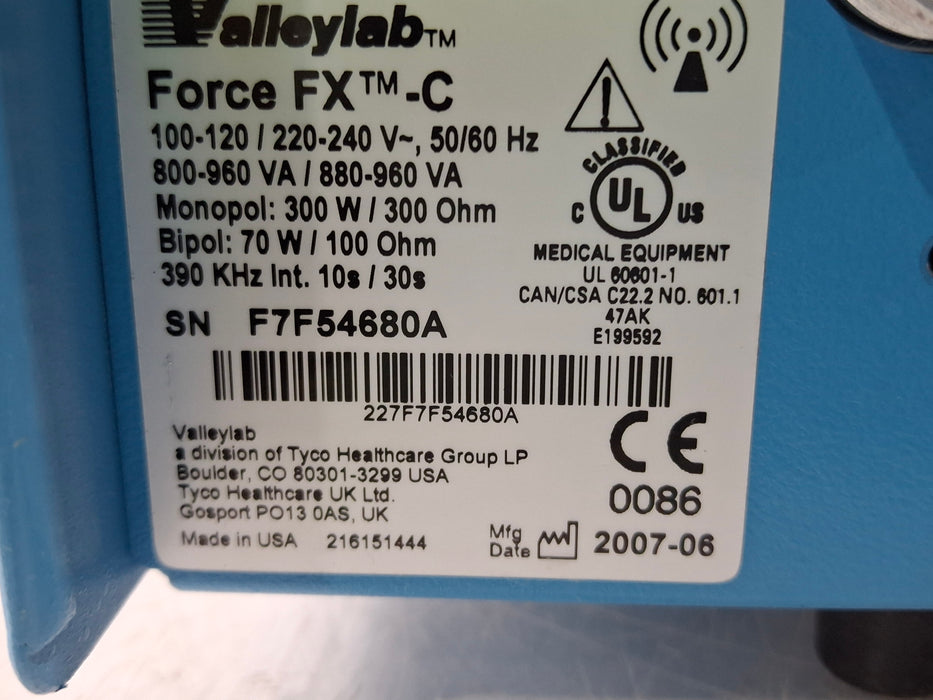 Valleylab™
Force FX™-C
100-120 / 220-240 V~, 50/60 Hz
800-960 VA / 880-960 VA
Monopol: 300 W / 300 Ohm
Bipol: 70 W / 100 Ohm
390 KHz Int. 10s / 30s
SN F7F54680A
227F7F54680A
CLASSIFIED
C UL US
MEDICAL EQUIPMENT
UL 60601-1
CAN/CSA C22.2 NO. 601.1
47AK
E199592
Valleylab
a division of Tyco Healthcare Group LP
Boulder, CO 80301-3299 USA
Tyco Healthcare UK Ltd.
Gosport PO13 0AS, UK
Made in USA 216151444
CE
0086
Mfg
Date 2007-06